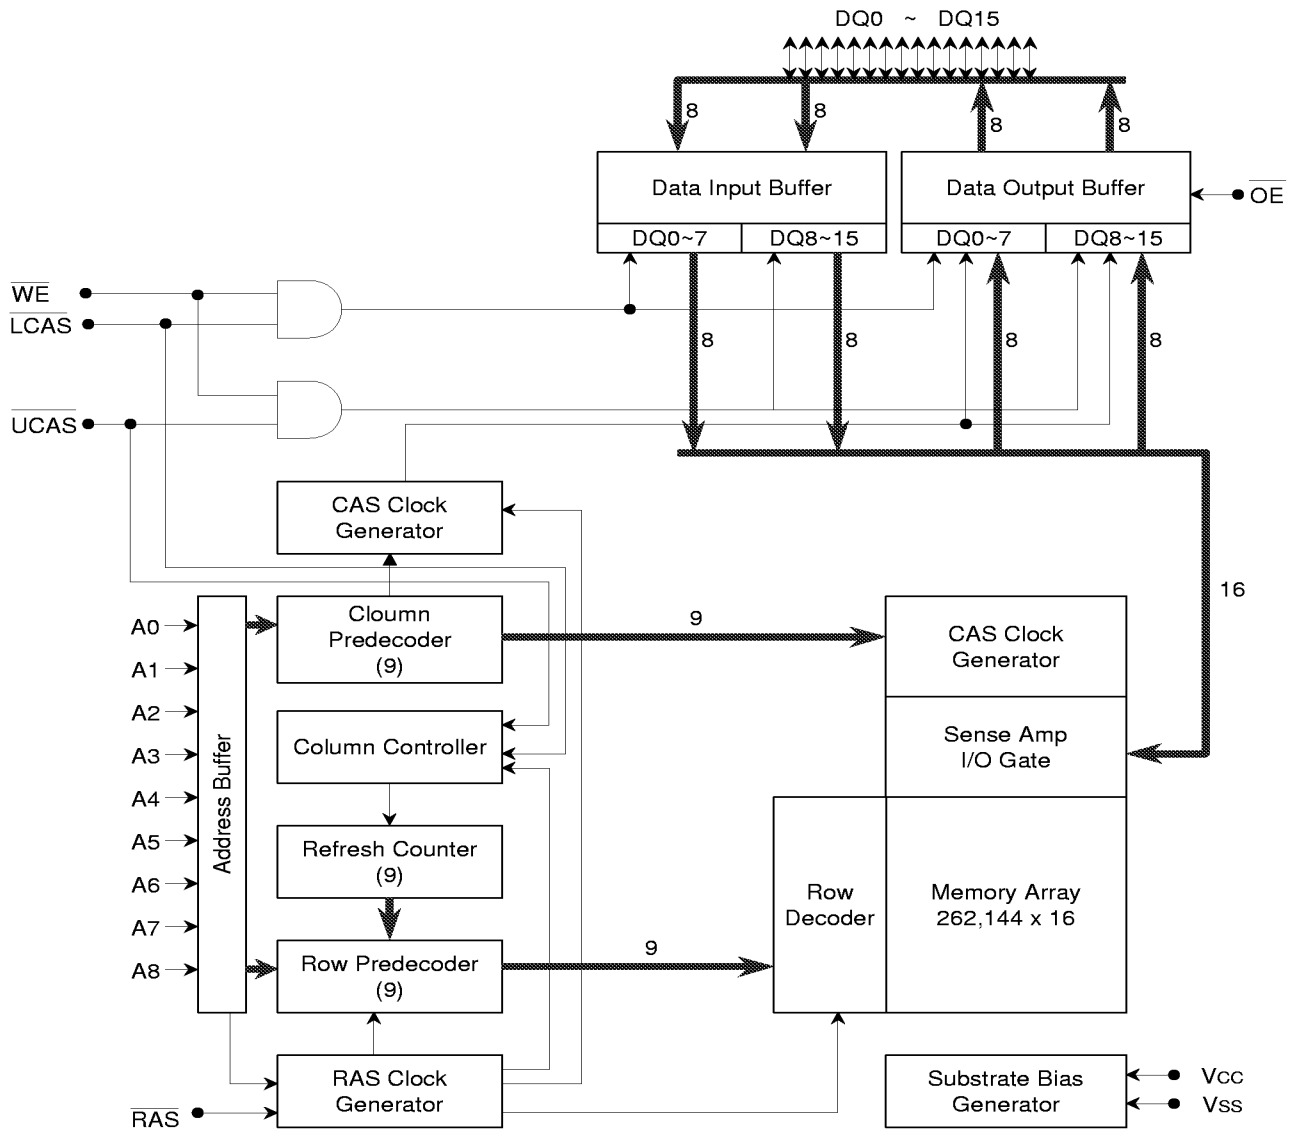 DQ0 ~ DQ15
8 8 8 8
Data Input Buffer
Data Output Buffer
OE
DQ0~7 DQ8~15
DQ0~7 DQ8~15
WE
LCAS
UCAS
8 8 8 8
CAS Clock
Generator
16
A0
A1
A2
A3
A4
A5
A6
A7
A8
Address Buffer
Cloumn
Predecoder
(9)
9
CAS Clock
Generator
Column Controller
Sense Amp
I/O Gate
Refresh Counter
(9)
Row
Decoder
Memory Array
262,144 x 16
Row Predecoder
(9)
9
RAS
RAS Clock
Generator
Substrate Bias
Generator
Vcc
Vss